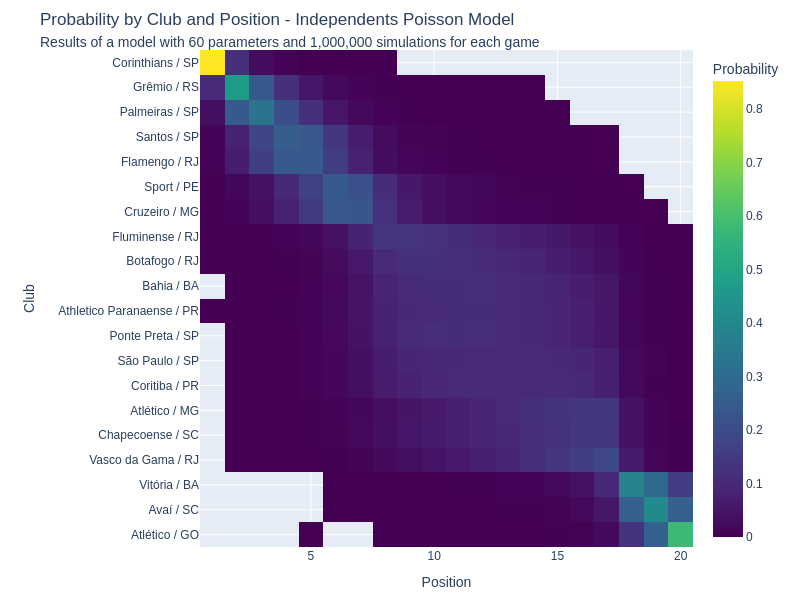 Probability by Club and Position - Independents Poisson Model
Results of a model with 60 parameters and 1,000,000 simulations for each game
Probability
Corinthians / SP
Grêmio / RS
Palmeiras / SP
Santos / SP
Flamengo / RJ
Sport / PE
Cruzeiro / MG
Fluminense / RJ
Botafogo / RJ
Bahia / BA
Athletico Paranaense / PR
Ponte Preta / SP
São Paulo / SP
Coritiba / PR
Atlético / MG
Chapecoense / SC
Vasco da Gama / RJ
Vitória / BA
Avaí / SC
Atlético / GO
Club
5
10
15
20
Position
0.8
0.7
0.6
0.5
0.4
0.3
0.2
0.1
0